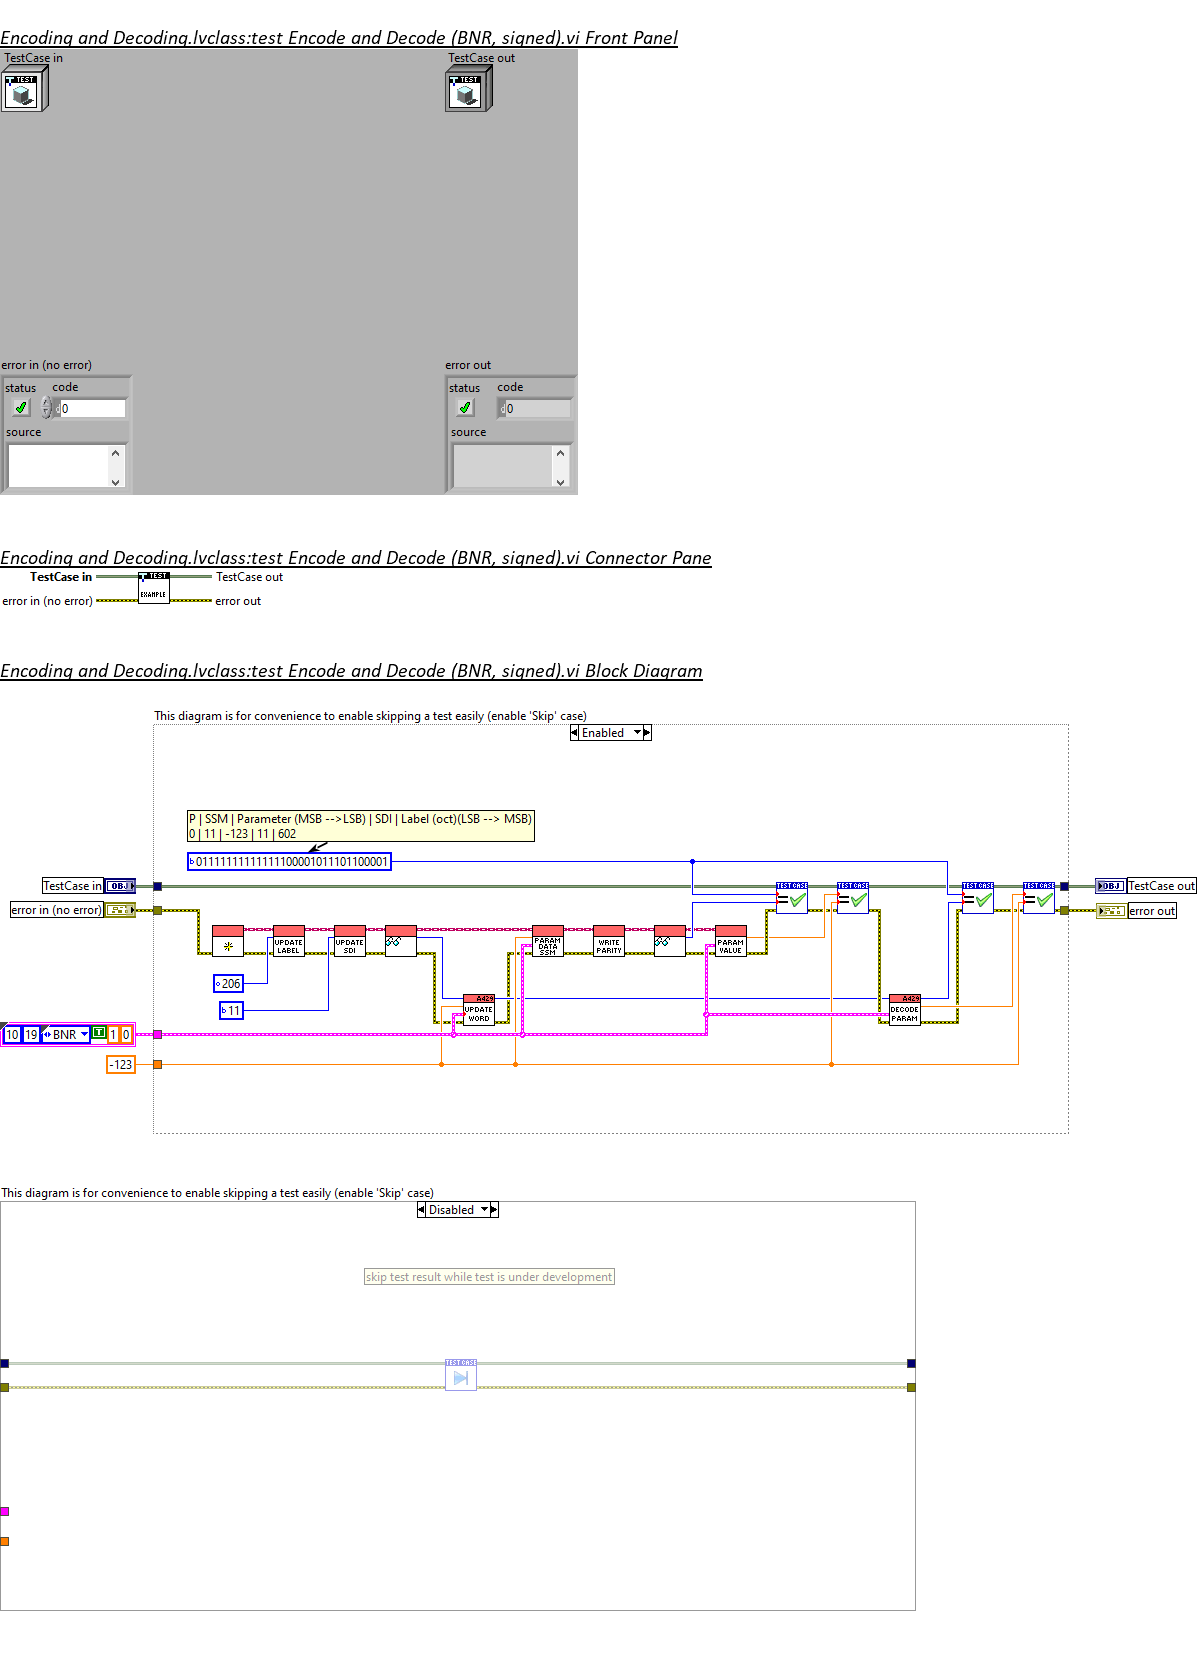 Encoding and Decoding.lvclass:test Encode and Decode (BNR, signed).vi Front Panel
TestCase in
TestCase out
TEST
TEST
error in (no error)
error out
status code
status code
d0
d0
source
source
Encoding and Decoding.lvclass:test Encode and Decode (BNR, signed).vi Connector Pane
TestCase in
TEST
EXAMPLE
TestCase out
error in (no error)
error out
Encoding and Decoding.lvclass:test Encode and Decode (BNR, signed).vi Block Diagram
This diagram is for convenience to enable skipping a test easily (enable 'Skip' case)
Enabled
P | SSM | Parameter (MSB -->LSB) | SDI | Label (oct)(LSB --> MSB)
0 | 11 | -123 | 11 | 602
TestCase in
OBJ
TEST CASE
TEST CASE
TEST CASE
TEST CASE
OBJ
TestCase out
error in (no error)
error out
UPDATE LABEL
UPDATE SDI
PARAM DATA SSM
WRITE PARITY
PARAM VALUE
o 206
b 11
A429 UPDATE WORD
A429 DECODE PARAM
10 19 BNR T 1 0
-123
This diagram is for convenience to enable skipping a test easily (enable 'Skip' case)
Disabled
skip test result while test is under development
TEST CASE